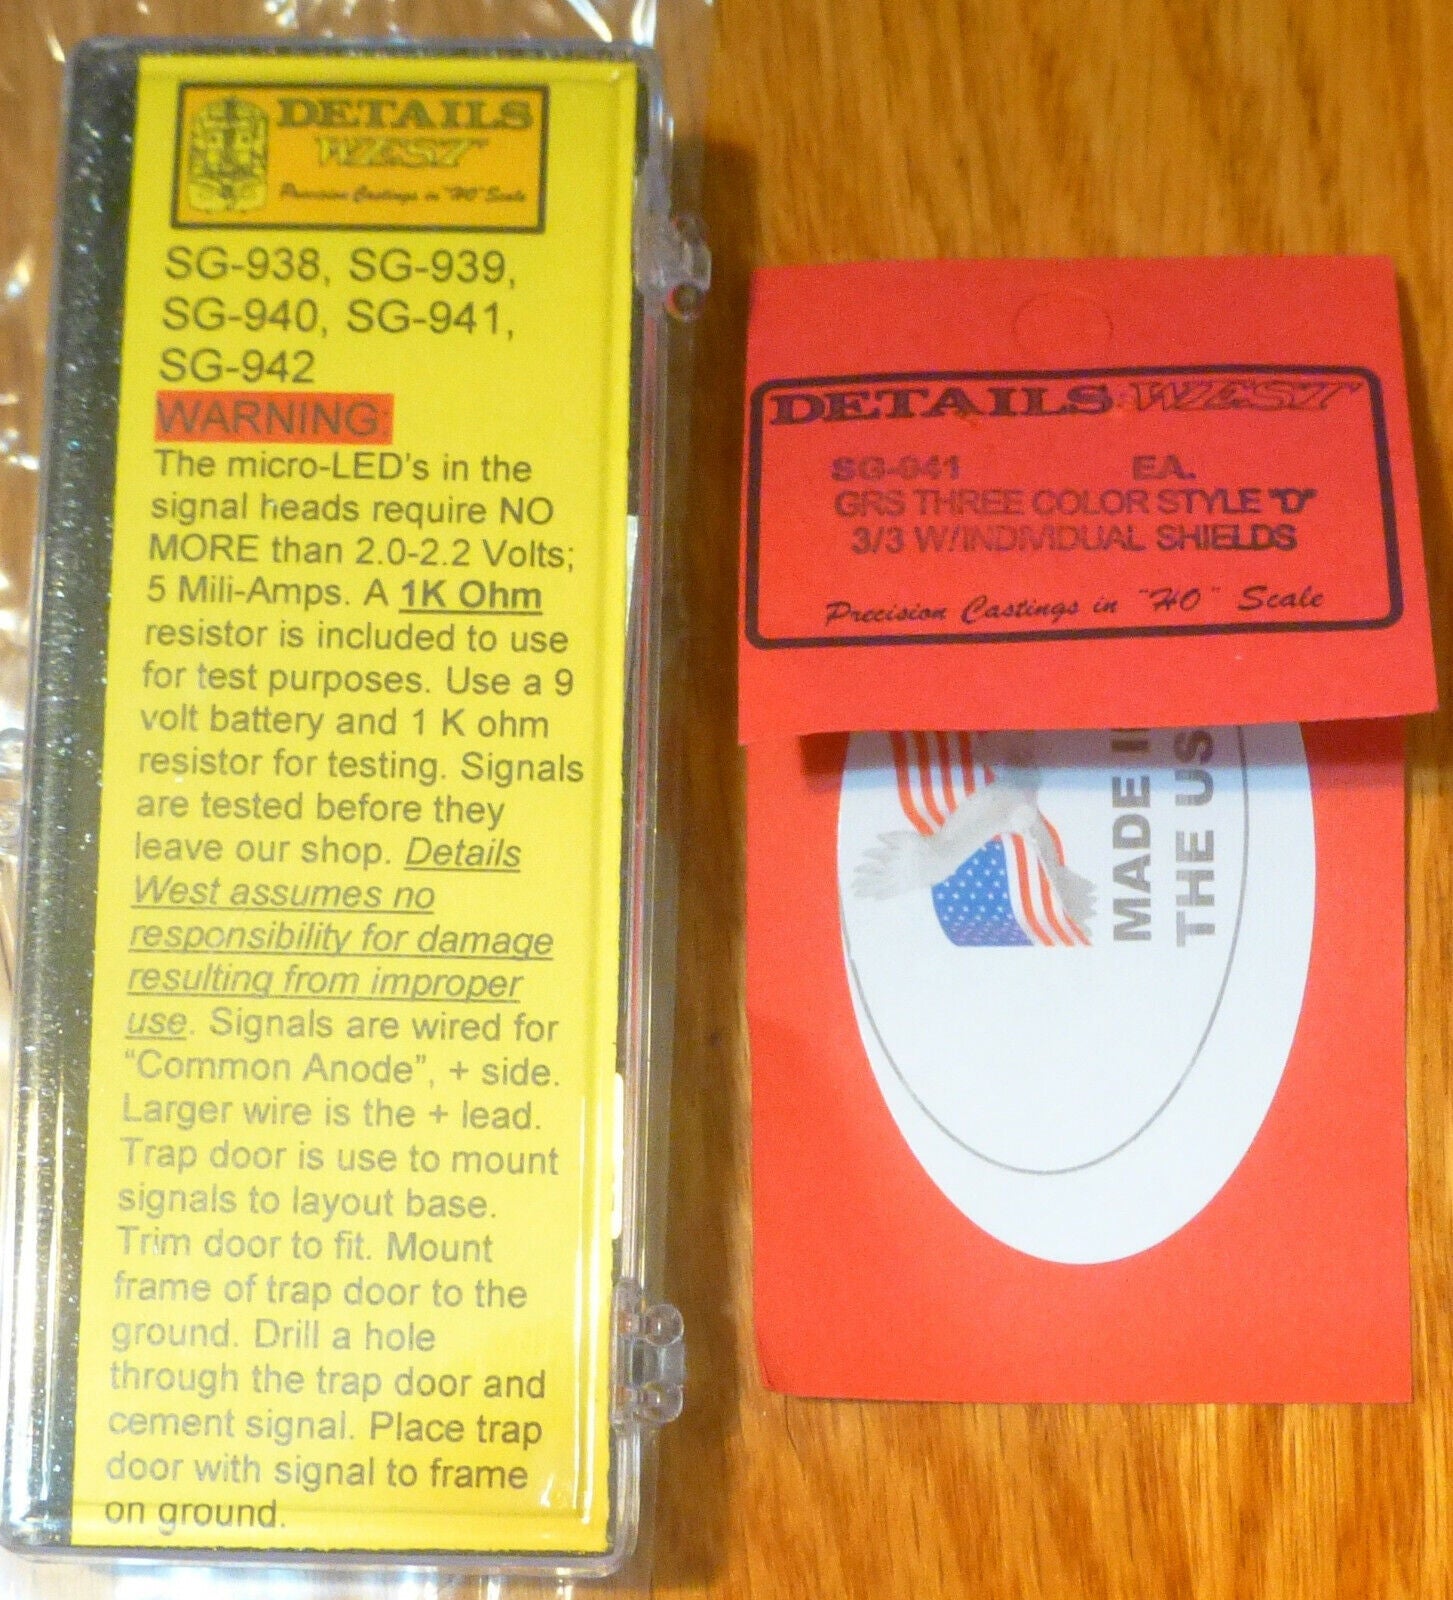 DETAILS
WEST
Precision Castings in "HO" Scale
SG-938, SG-939,
SG-940, SG-941,
SG-942
WARNING:
The micro-LED's in the
signal heads require NO
MORE than 2.0-2.2 Volts;
5 Mili-Amps. A 1K Ohm
resistor is included to use
for test purposes. Use a 9
volt battery and 1 K ohm
resistor for testing. Signals
are tested before they
leave our shop. Details
West assumes no
responsibility for damage
resulting from improper
use. Signals are wired for
“Common Anode”, + side.
Larger wire is the + lead.
Trap door is use to mount
signals to layout base.
Trim door to fit. Mount
frame of trap door to the
ground. Drill a hole
through the trap door and
cement signal. Place trap
door with signal to frame
on ground.
DETAILS WEST
SG-941 EA.
GRS THREE COLOR STYLE "D"
3/3 W/INDIVIDUAL SHIELDS
Precision Castings in "HO" Scale
MADE I
THE US